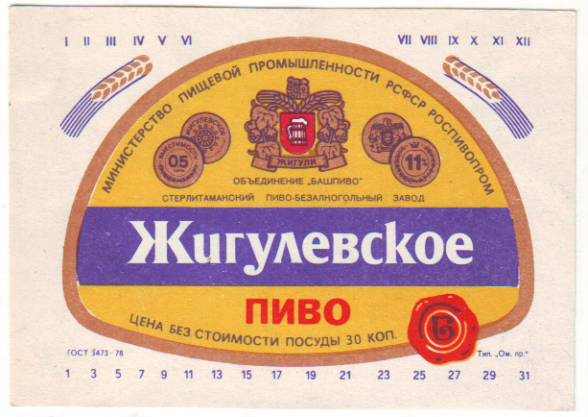 I II III IV V VI VII VIII IX X XI XII
МИНИСТЕРСТВО ПИЩЕВОЙ ПРОМЫШЛЕННОСТИ РСФСР РОСПИВОПРОМ
05
ЖИГУЛИ
11%
ОБЪЕДИНЕНИЕ „БАШПИВО"
СТЕРЛИТАМАКСКИЙ ПИВО-БЕЗАЛКОГОЛЬНЫЙ ЗАВОД
Жигулевское
ПИВО
ЦЕНА БЕЗ СТОИМОСТИ ПОСУДЫ 30 КОП.
Б
ГОСТ 3473-78
Тип. „Ом. пр."
1 3 5 7 9 11 13 15 17 19 21 23 25 27 29 31